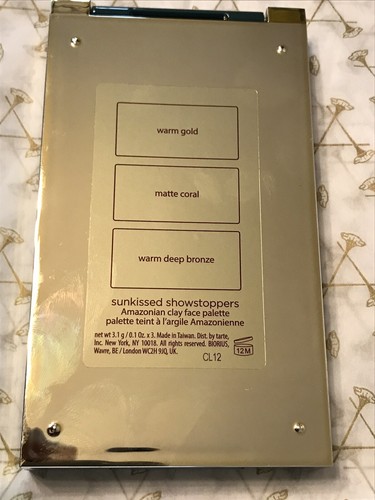 warm gold
matte coral
warm deep bronze
sunkissed showstoppers
Amazonian clay face palette
palette teint à l'argile Amazonienne
net wt 3.1 g / 0.1 Oz. x 3. Made in Taiwan. Dist. by tarte,
Inc. New York, NY 10018. All rights reserved. BIORIUS,
Wavre, BE / London WC2H 9JQ, UK.
CL12
12M